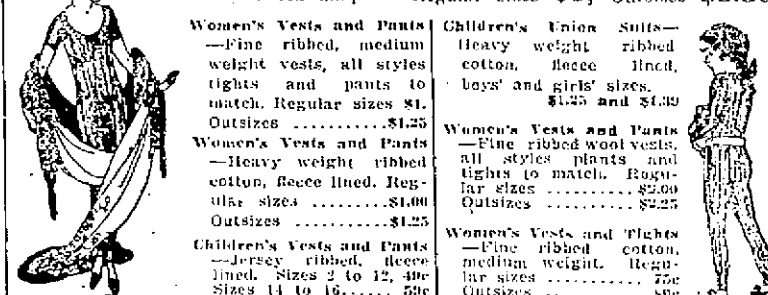 Women's Vests and Pants
—Fine ribbed, medium
weight vests, all styles
tights and pants to
match. Regular sizes $1.
Outsizes ..........$1.25
Women's Vests and Pants
—Heavy weight ribbed
cotton, fleece lined. Reg-
ular sizes .......$1.00
Outsizes ..........$1.25
Children's Vests and Pants
—Jersey ribbed, fleece
lined. Sizes 2 to 12, 49c
Sizes 14 to 16...... 59c
Children's Union Suits—
Heavy weight ribbed
cotton, fleece lined,
boys' and girls' sizes.
$1.25 and $1.39
Women's Vests and Pants
—Fine ribbed wool vests,
all styles plants and
tights to match. Regu-
lar sizes ..........$2.00
Outsizes ..........$2.25
Women's Vests and Tights
—Fine ribbed cotton,
medium weight. Regu-
lar sizes .......... 75c
Outsizes